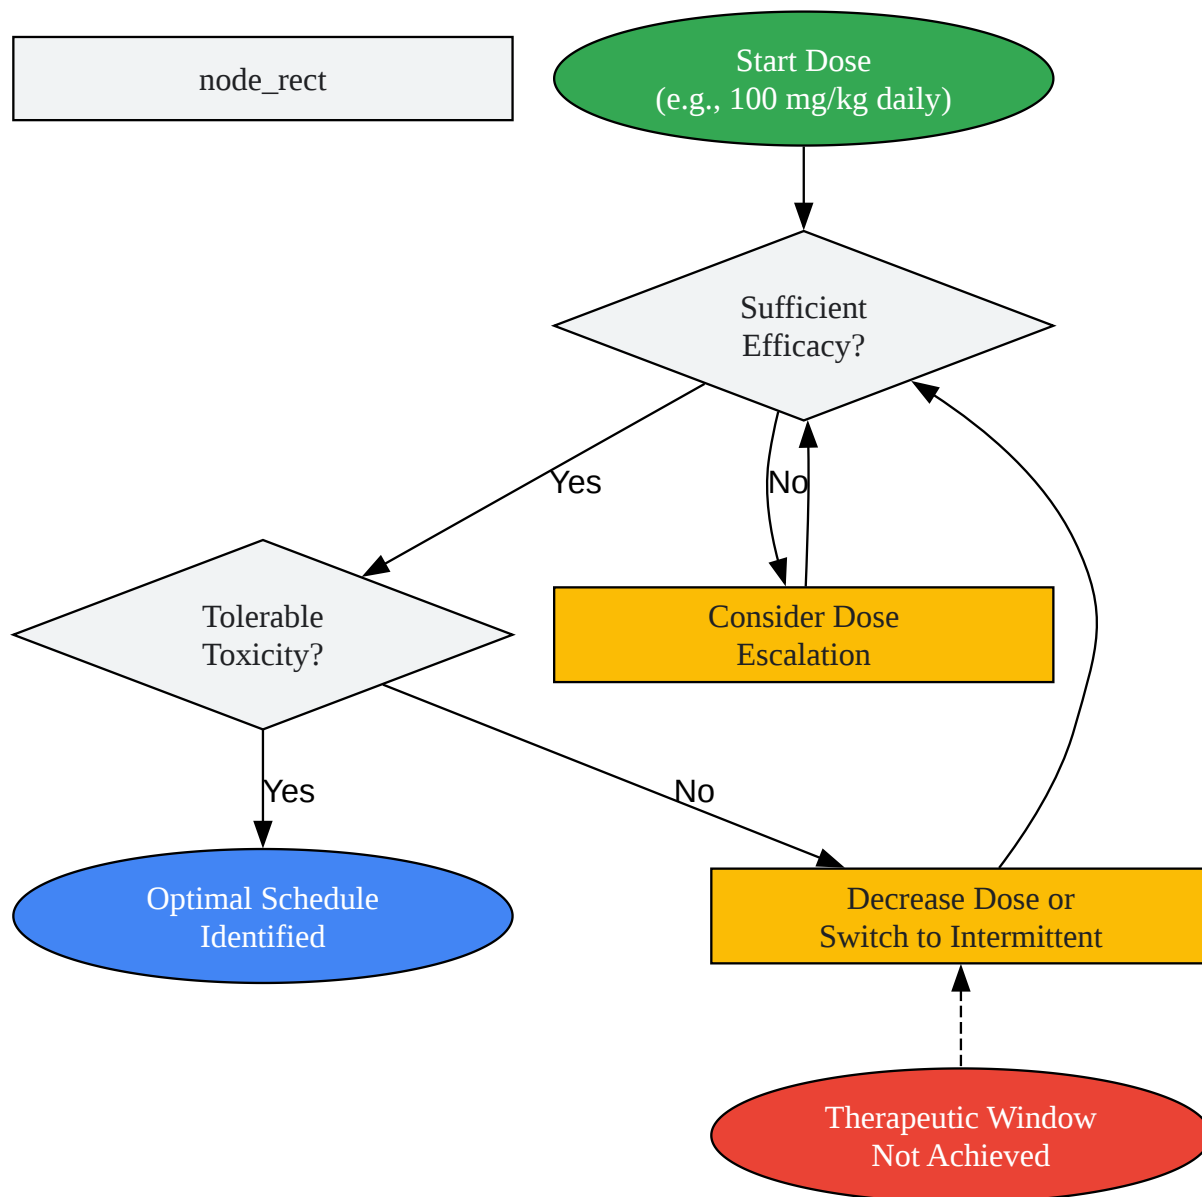 node_rect
Start Dose
(e.g., 100 mg/kg daily)
Sufficient
Efficacy?
Yes
No
Tolerable
Toxicity?
Consider Dose
Escalation
Yes
No
Optimal Schedule
Identified
Decrease Dose or
Switch to Intermittent
Therapeutic Window
Not Achieved